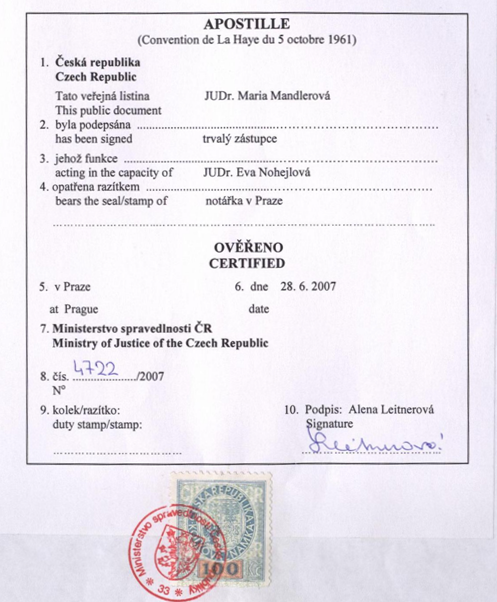 APOSTILLE
(Convention de La Haye du 5 octobre 1961)
1. Česká republika
Czech Republic
Tato veřejná listina JUDr. Maria Mandlerová
This public document
2. byla podepsána ............................................................
has been signed trvalý zástupce
3. jehož funkce ............................................................
acting in the capacity of JUDr. Eva Nohejlová
4. opatřena razítkem ............................................................
bears the seal/stamp of notářka v Praze
............................................................
OVĚŘENO
CERTIFIED
5. v Praze 6. dne 28. 6. 2007
at Prague date
7. Ministerstvo spravedlnosti ČR
Ministry of Justice of the Czech Republic
8. čís. 4722 /2007
N°
9. kolek/razítko: 10. Podpis: Alena Leitnerová
duty stamp/stamp: Signature
Leitnerová
ČESKÁ REPUBLIKA
KOLKOVÁ ZNÁMKA
100
Ministerstvo spravedlnosti
33